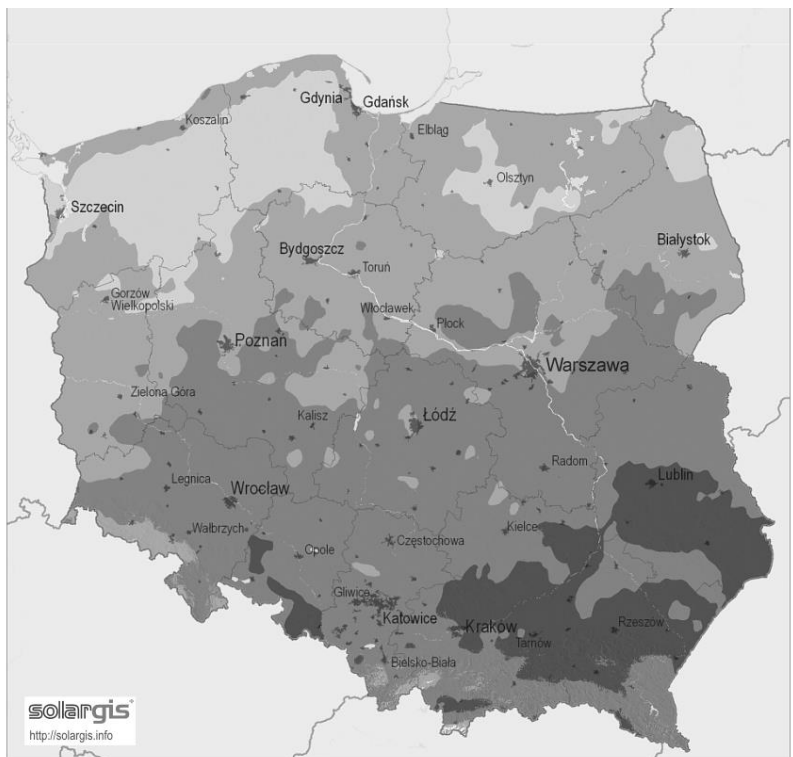 Gdynia
Gdańsk
Koszalin
Elbląg
Olsztyn
Szczecin
Białystok
Bydgoszcz
Toruń
Gorzów
Wielkopolski
Włocławek
Płock
Poznan
Warszawa
Zielona Góra
Kalisz
Łódź
Radom
Legnica
Wrocław
Lublin
Wałbrzych
Kielce
Częstochowa
Opole
Gliwice
Katowice
Kraków
Rzeszów
Tarnów
Bielsko-Biała
solargis
http://solargis.info